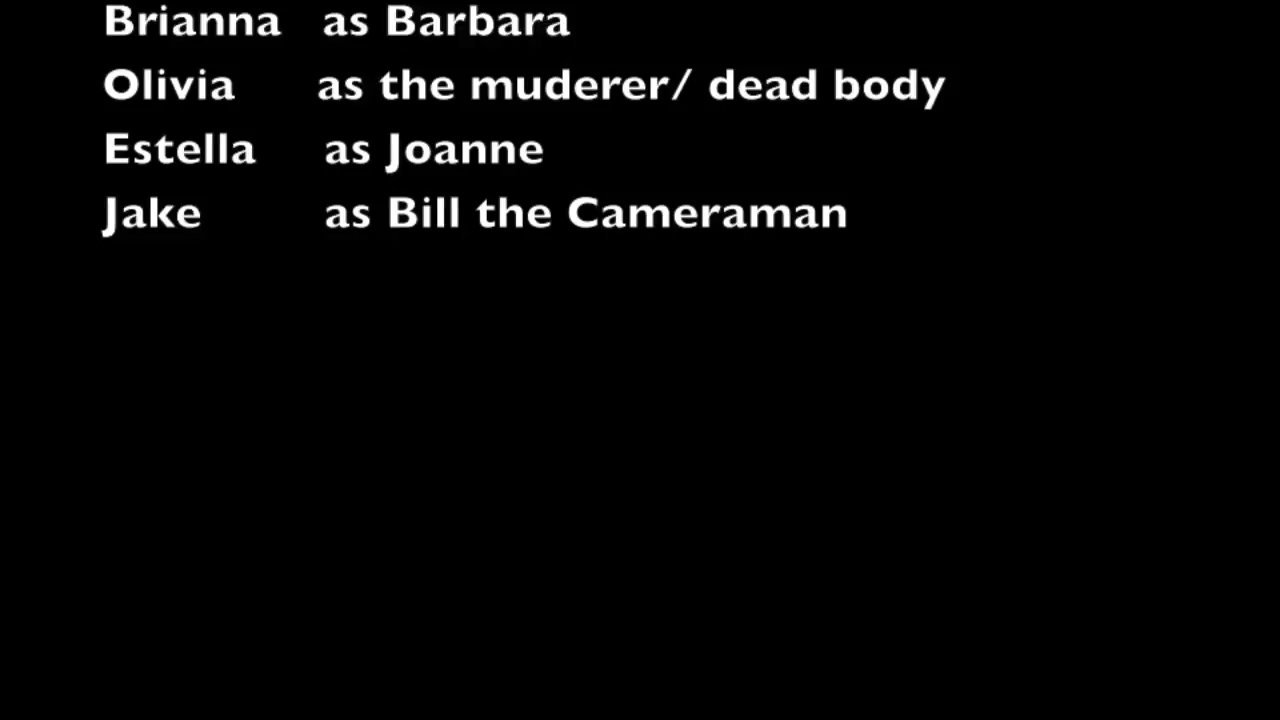 Brianna as Barbara
Olivia as the muderer/ dead body
Estella as Joanne
Jake as Bill the Cameraman